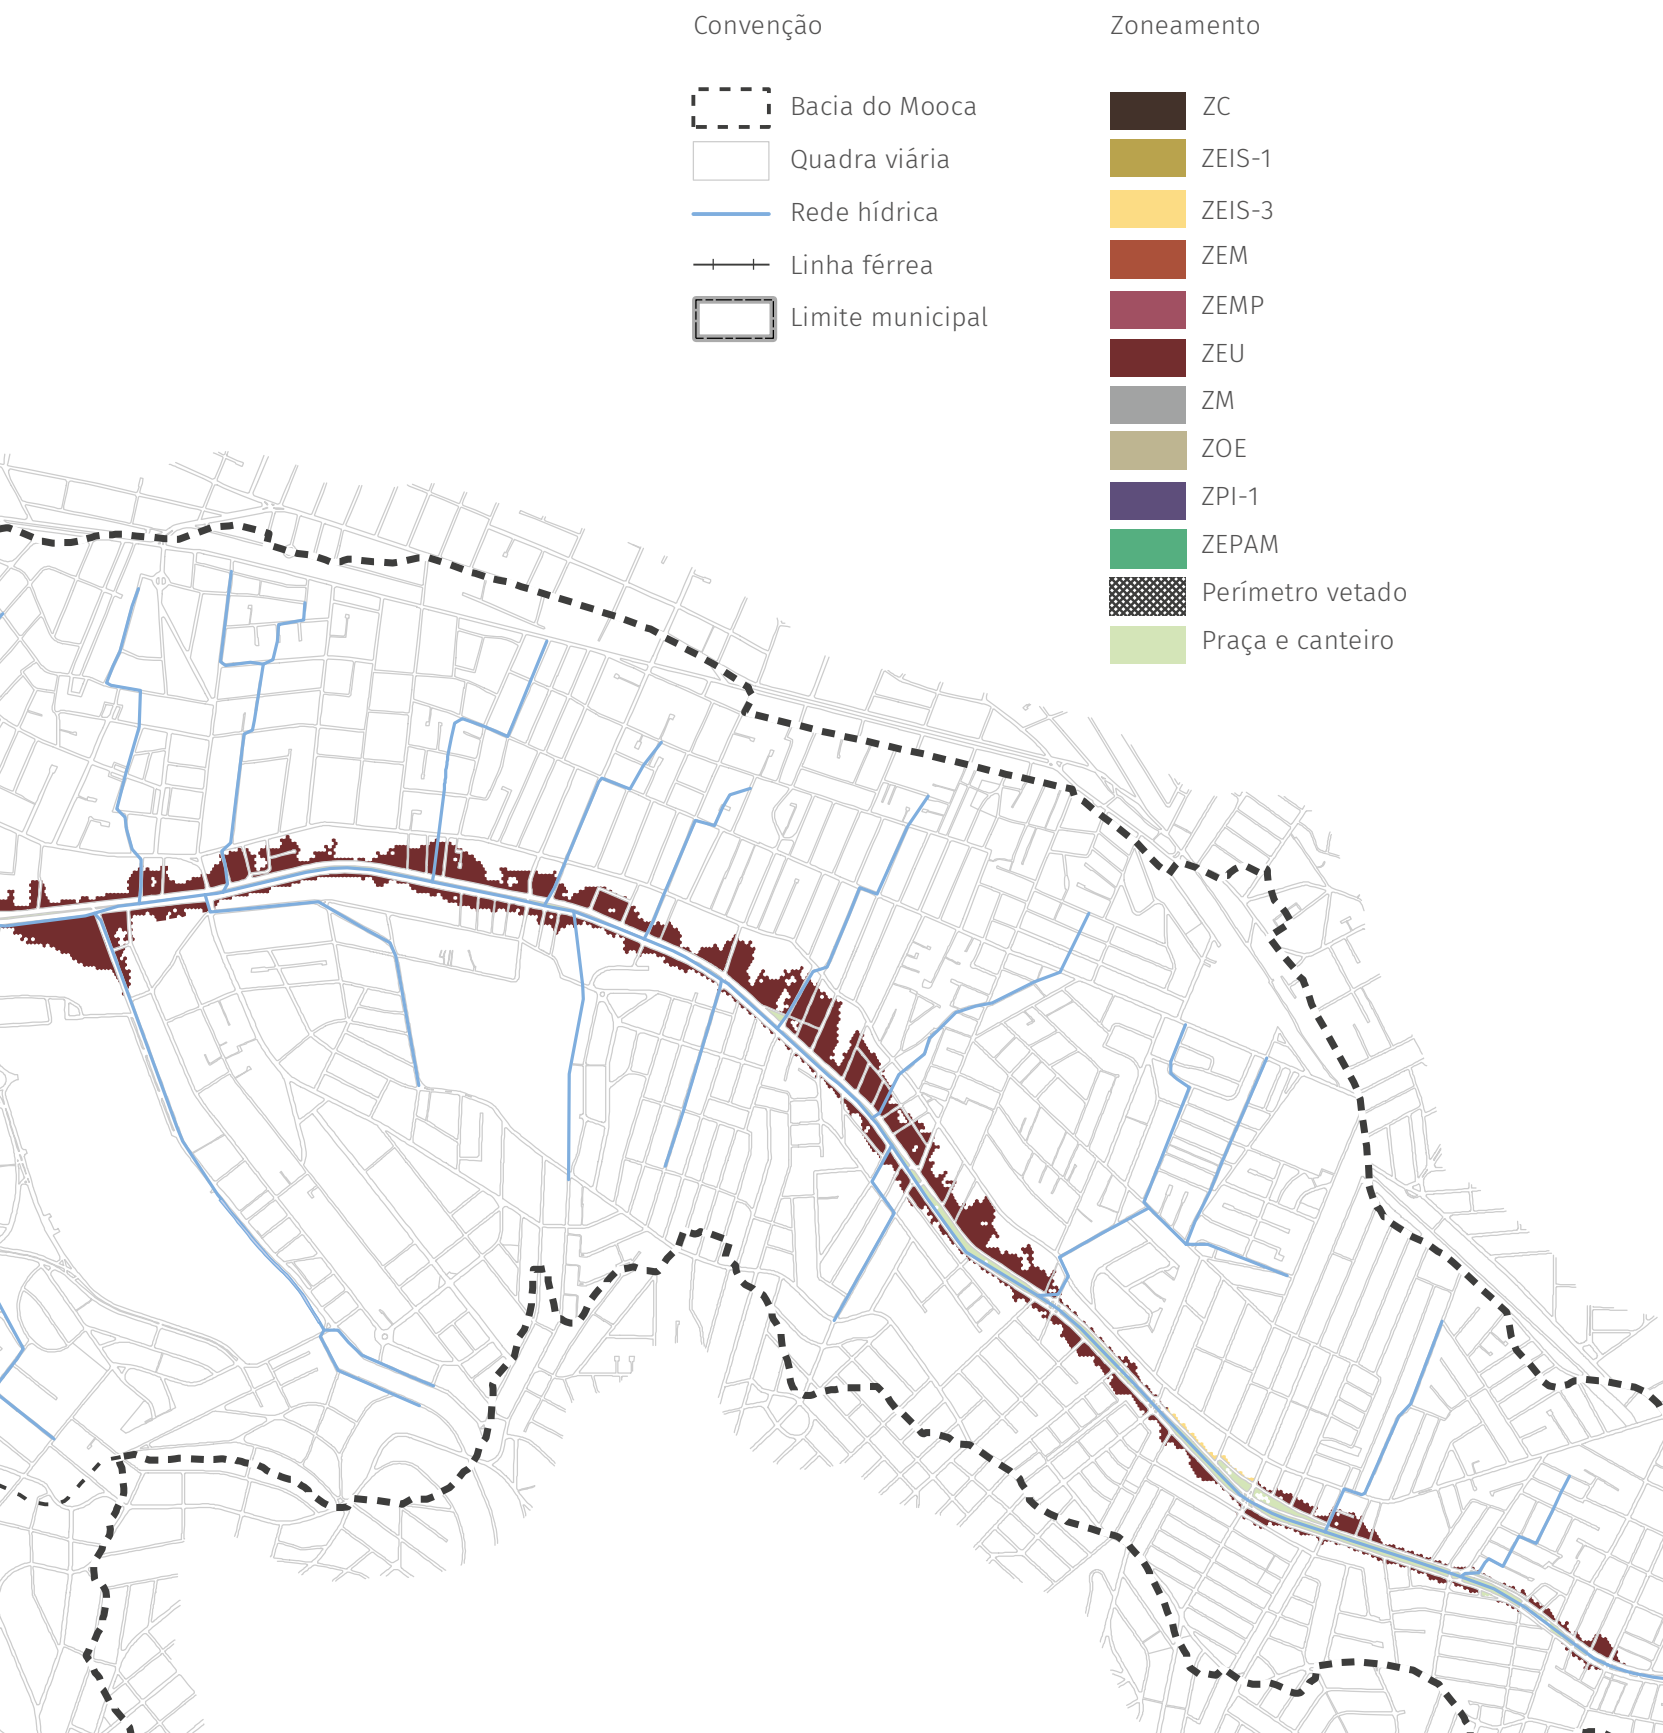 Convenção
Bacia do Mooca
Quadra viária
Rede hídrica
Linha férrea
Limite municipal
Zoneamento
ZC
ZEIS-1
ZEIS-3
ZEM
ZEMP
ZEU
ZM
ZOE
ZPI-1
ZEPAM
Perímetro vetado
Praça e canteiro